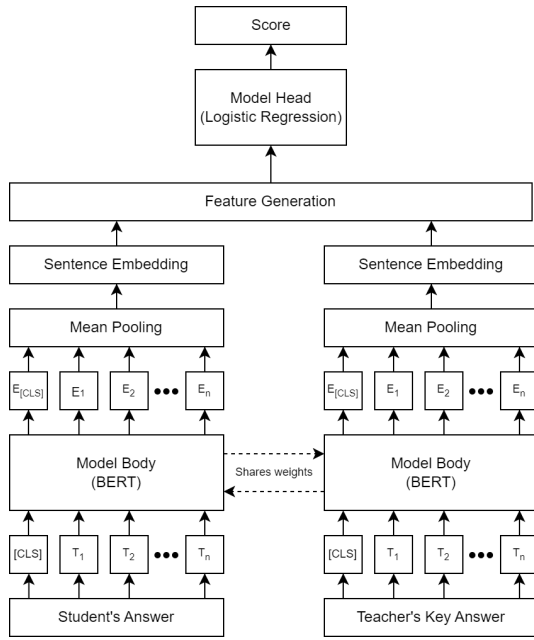 Score
Model Head
(Logistic Regression)
Feature Generation
Sentence Embedding Sentence Embedding
Mean Pooling Mean Pooling
E[CLS] E1 E2 ●●● En E[CLS] E1 E2 ●●● En
Model Body Model Body
(BERT) Shares weights (BERT)
[CLS] T1 T2 ●●● Tn [CLS] T1 T2 ●●● Tn
Student's Answer Teacher's Key Answer